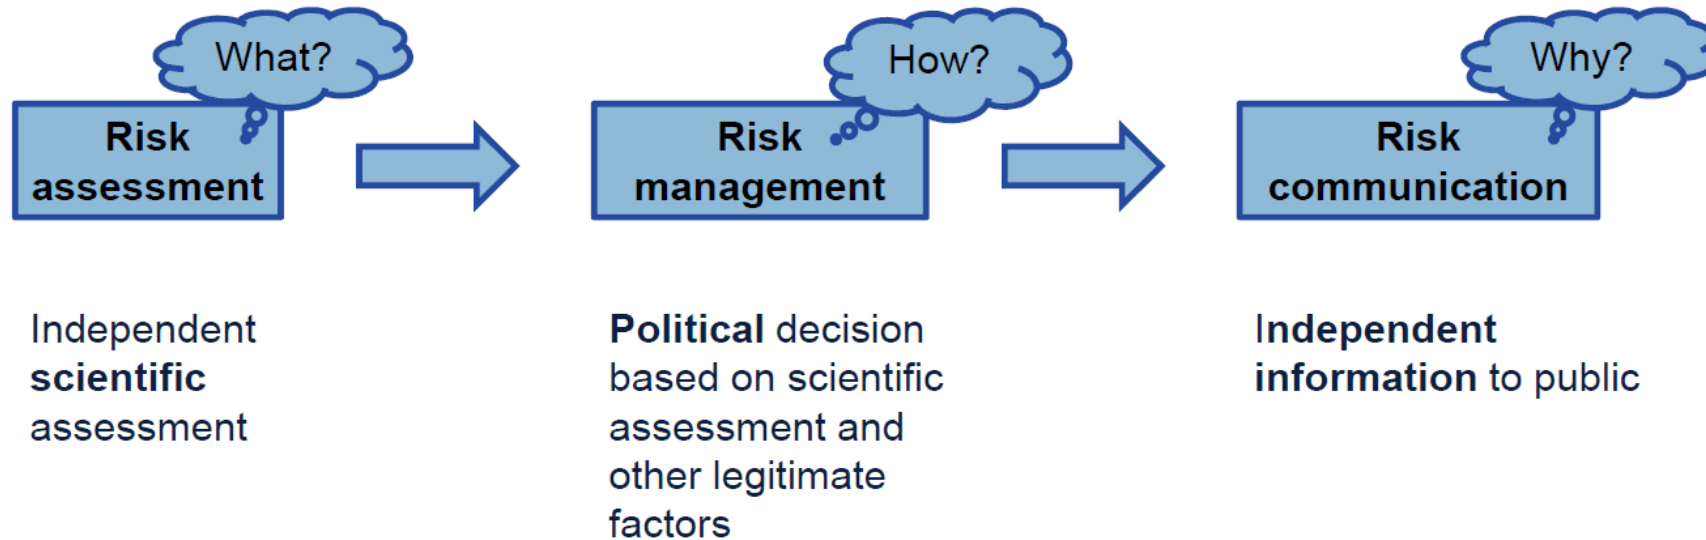 What?
Risk
assessment
How?
Risk
management
Why?
Risk
communication
Independent
scientific
assessment
Political decision
based on scientific
assessment and
other legitimate
factors
Independent
information to public